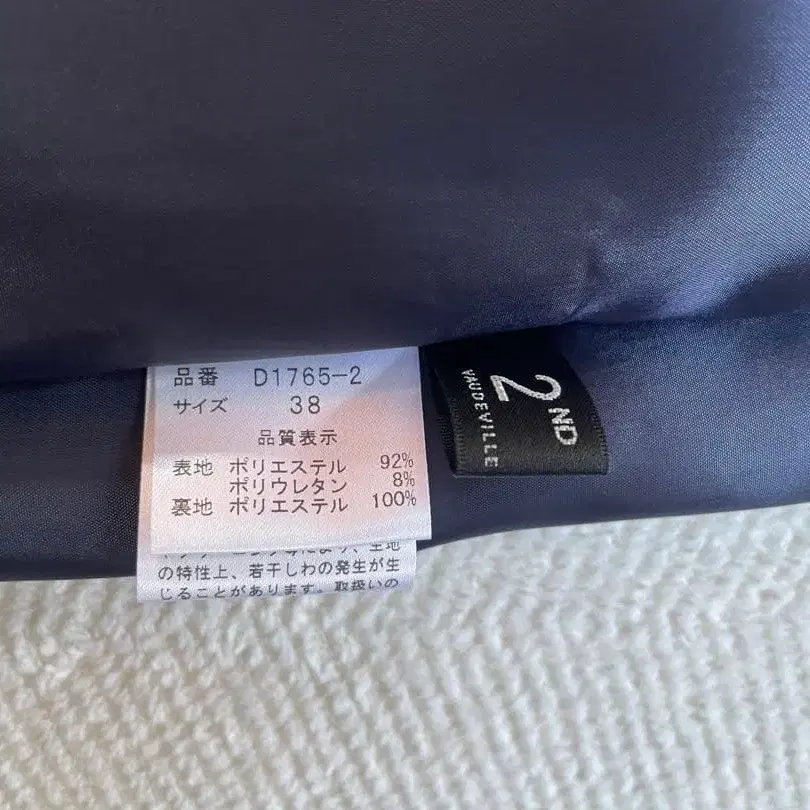 品番 D1765-2
サイズ 38
品質表示
表地 ポリエステル 92%
ポリウレタン 8%
裏地 ポリエステル 100%
の特性上、若干しわの発生が生
じることがあります。取扱いの
2ND
VAUDEVILLE